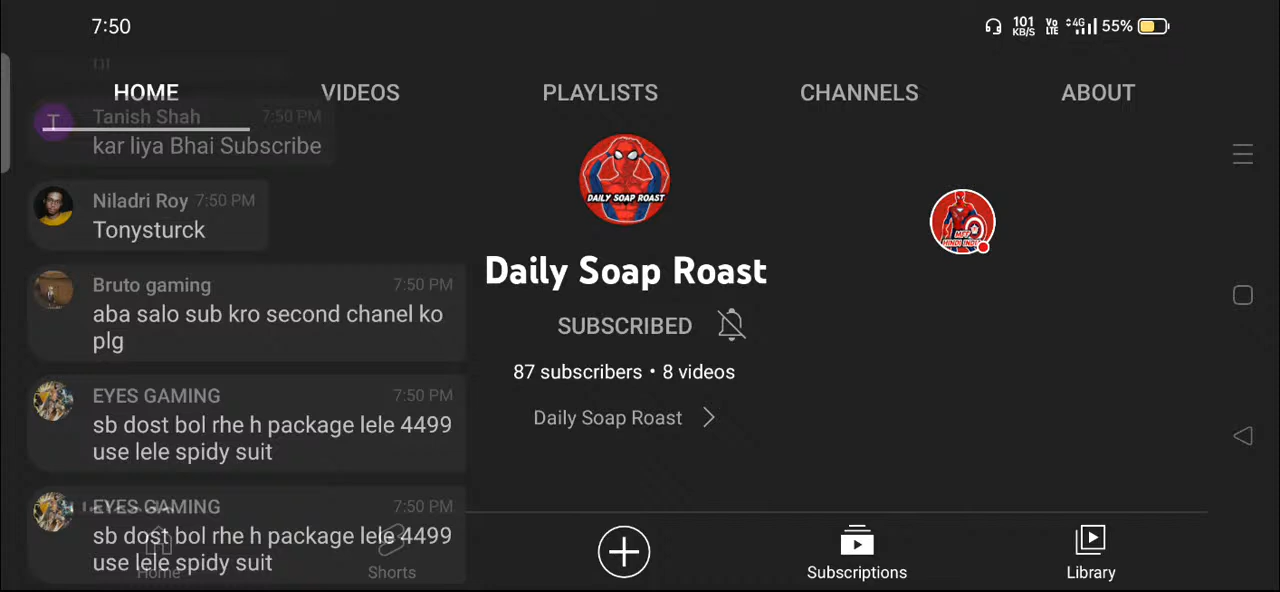 7:50
101 KB/S Vo LTE 4G 55%
HOME VIDEOS PLAYLISTS CHANNELS ABOUT
T Tanish Shah 7:50 PM
kar liya Bhai Subscribe
Niladri Roy 7:50 PM
Tonysturck
Bruto gaming 7:50 PM
aba salo sub kro second chanel ko
plg
EYES GAMING 7:50 PM
sb dost bol rhe h package lele 4499
use lele spidy suit
EYES GAMING 7:50 PM
sb dost bol rhe h package lele 4499
use lele spidy suit
DAILY SOAP ROAST
HINDI
Daily Soap Roast
SUBSCRIBED
87 subscribers • 8 videos
Daily Soap Roast
Home Shorts Subscriptions Library